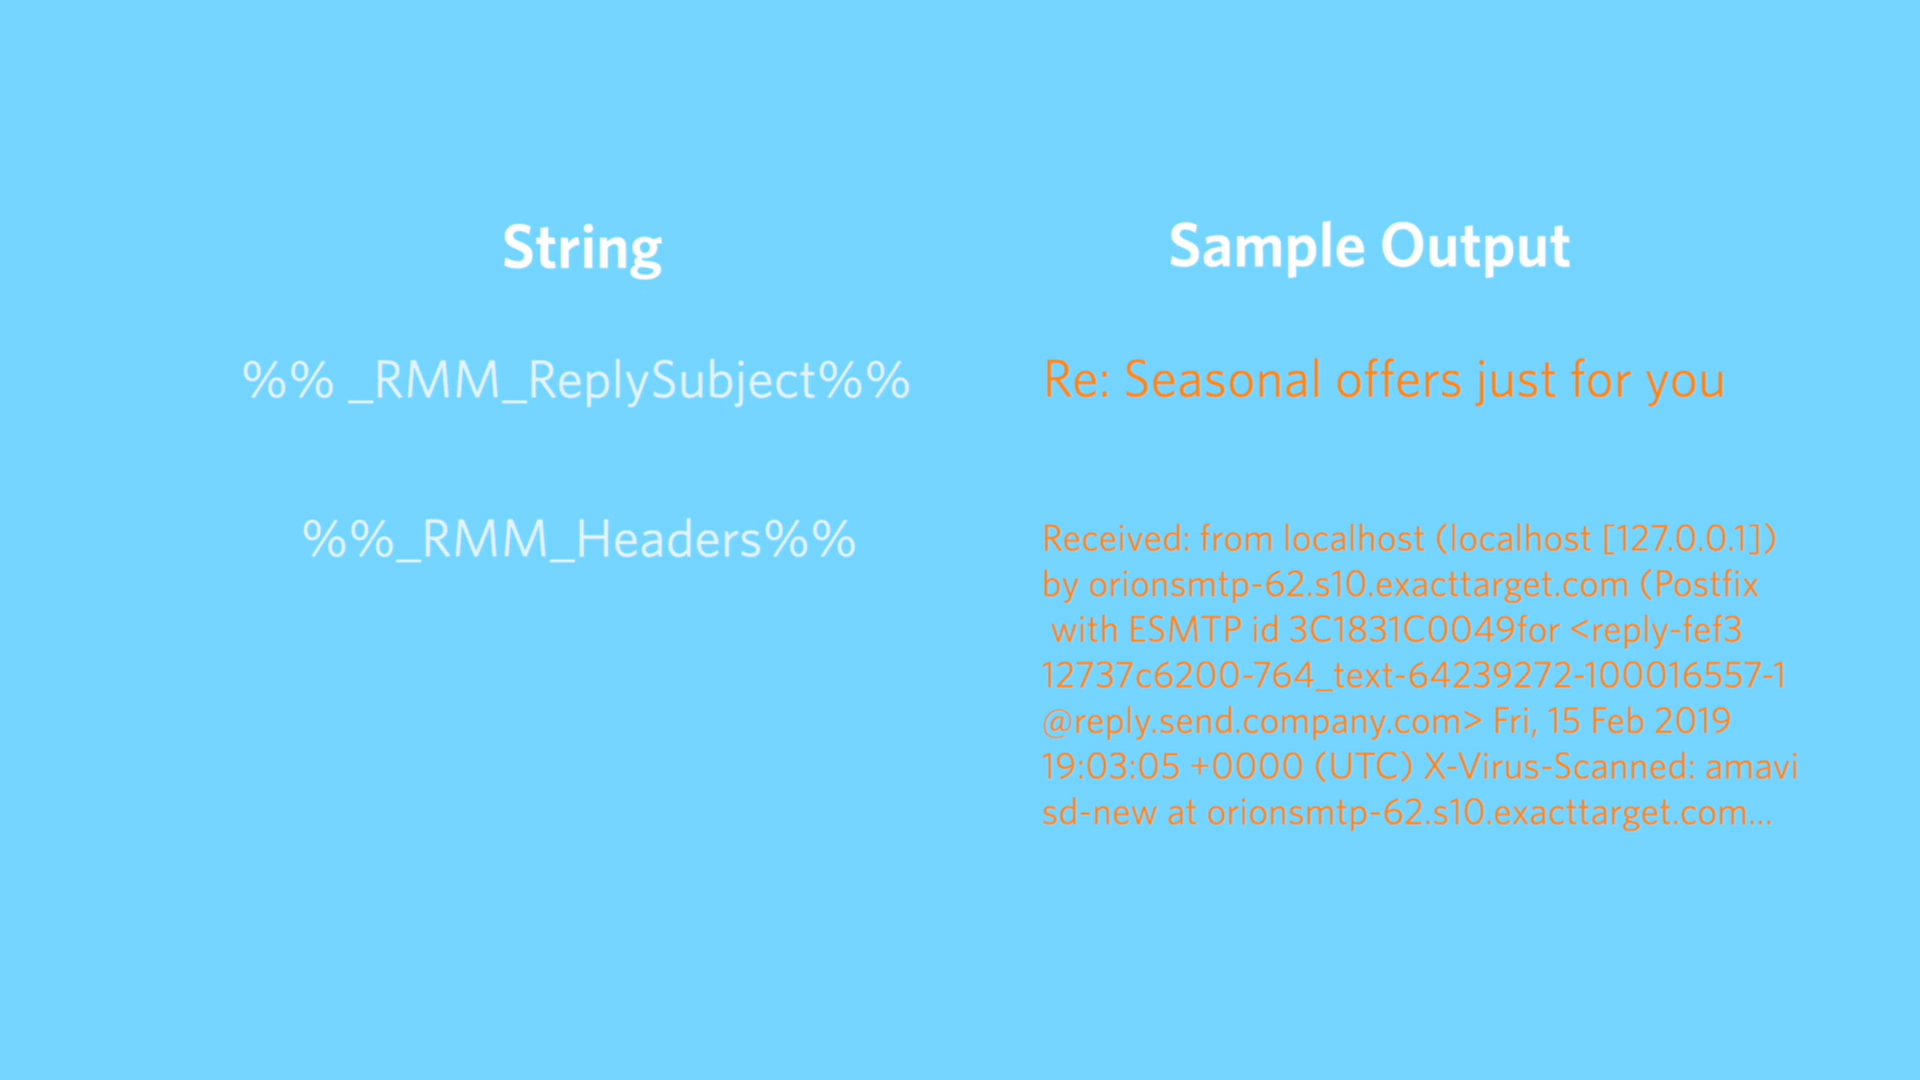 String
Sample Output
%% _RMM_ReplySubject%%
Re: Seasonal offers just for you
%%_RMM_Headers%%
Received: from localhost (localhost [127.0.0.1])
by orionsmtp-62.s10.exacttarget.com (Postfix
with ESMTP id 3C1831C0049for <reply-fef3
12737c6200-764_text-64239272-100016557-1
@reply.send.company.com> Fri, 15 Feb 2019
19:03:05 +0000 (UTC) X-Virus-Scanned: amavi
sd-new at orionsmtp-62.s10.exacttarget.com...